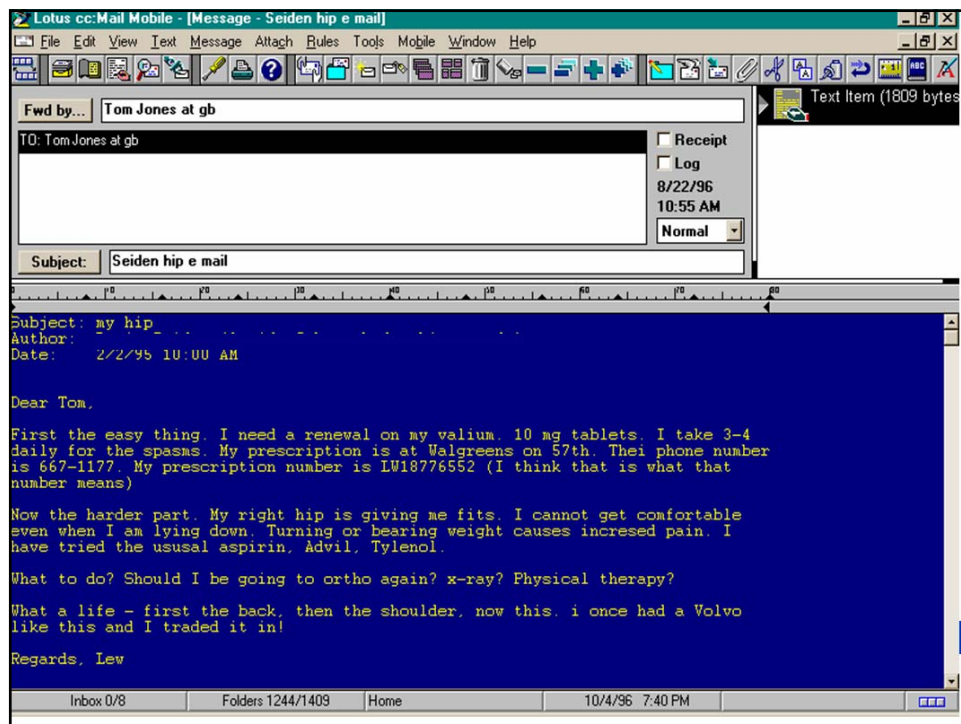 Lotus cc:Mail Mobile - [Message - Seiden hip e mail]
File Edit View Text Message Attach Rules Tools Mobile Window Help
Fwd by... Tom Jones at gb
Text Item (1809 bytes
TO: Tom Jones at gb
Receipt
Log
8/22/96
10:55 AM
Normal
Subject: Seiden hip e mail
Subject: my hip
Author:
Date: 2/2/95 10:00 AM
Dear Tom,
First the easy thing. I need a renewal on my valium. 10 mg tablets. I take 3-4
daily for the spasms. My prescription is at Walgreens on 57th. Thei phone number
is 667-1177. My prescription number is LW18776552 (I think that is what that
number means)
Now the harder part. My right hip is giving me fits. I cannot get comfortable
even when I am lying down. Turning or bearing weight causes incresed pain. I
have tried the ususal aspirin, Advil, Tylenol.
What to do? Should I be going to ortho again? x-ray? Physical therapy?
What a life - first the back, then the shoulder, now this. i once had a Volvo
like this and I traded it in!
Regards, Lew
Inbox 0/8 Folders 1244/1409 Home 10/4/96 7:40 PM